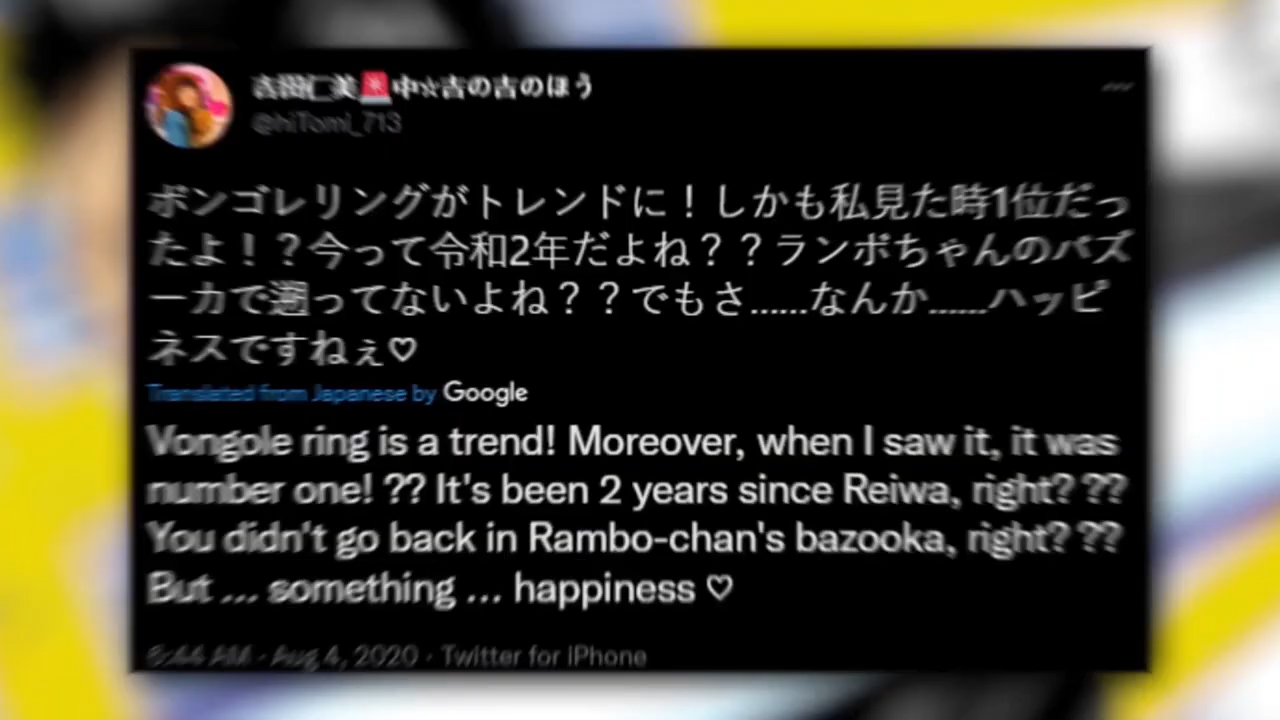 古田仁美🚨中☆吉の吉のほう
@hiTomi_713
ボンゴレリングがトレンドに！しかも私見た時1位だっ
たよ！？今って令和2年だよね？？ランボちゃんのバズ
ーカで遡ってないよね？？でもさ......なんか......ハッピ
ネスですねぇ♡
Translated from Japanese by Google
Vongole ring is a trend! Moreover, when I saw it, it was
number one! ?? It's been 2 years since Reiwa, right? ??
You didn't go back in Rambo-chan's bazooka, right? ??
But ... something ... happiness ♡
6:44 AM · Aug 4, 2020 · Twitter for iPhone